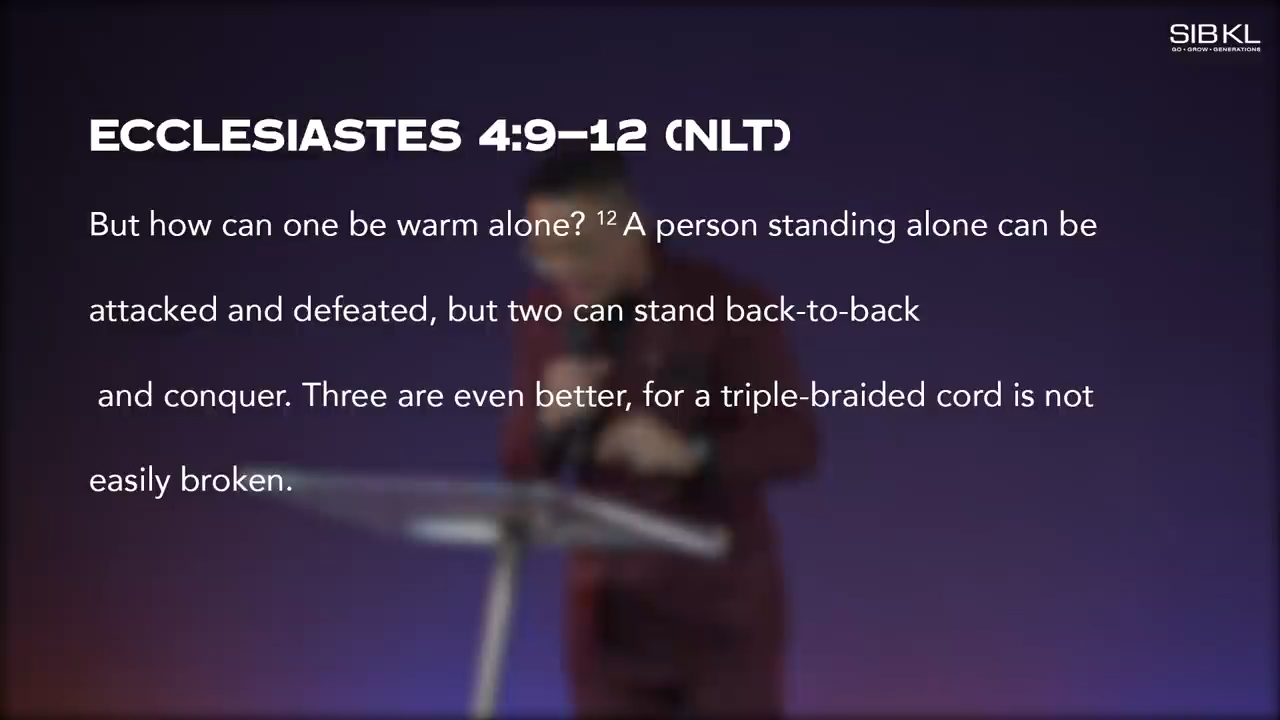 SIBKL
GO • GROW • GENERATIONS
ECCLESIASTES 4:9–12 (NLT)
But how can one be warm alone? ¹² A person standing alone can be
attacked and defeated, but two can stand back-to-back
and conquer. Three are even better, for a triple-braided cord is not
easily broken.